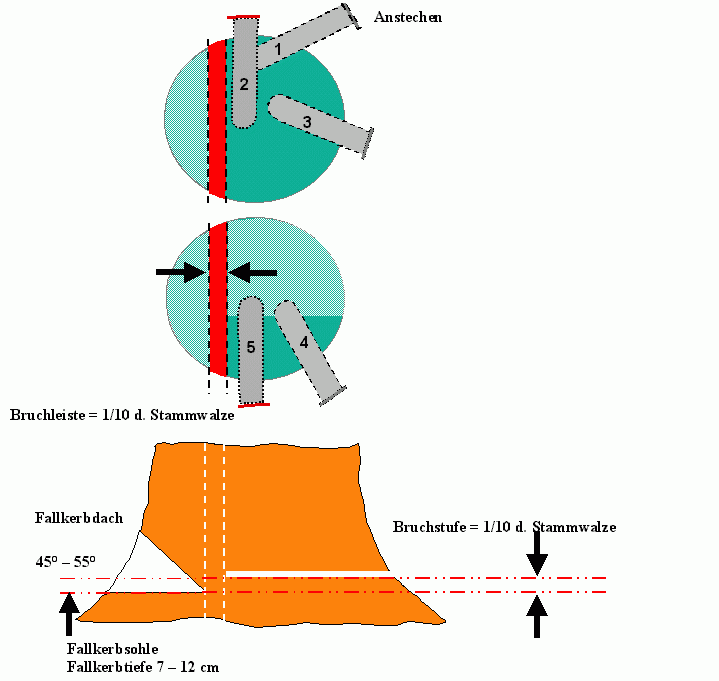 Anstechen
1
2
3
4
5
Bruchleiste = 1/10 d. Stammwalze
Fallkerbdach
Bruchstufe = 1/10 d. Stammwalze
45° – 55°
Fallkerbsohle
Fallkerbtiefe 7 – 12 cm